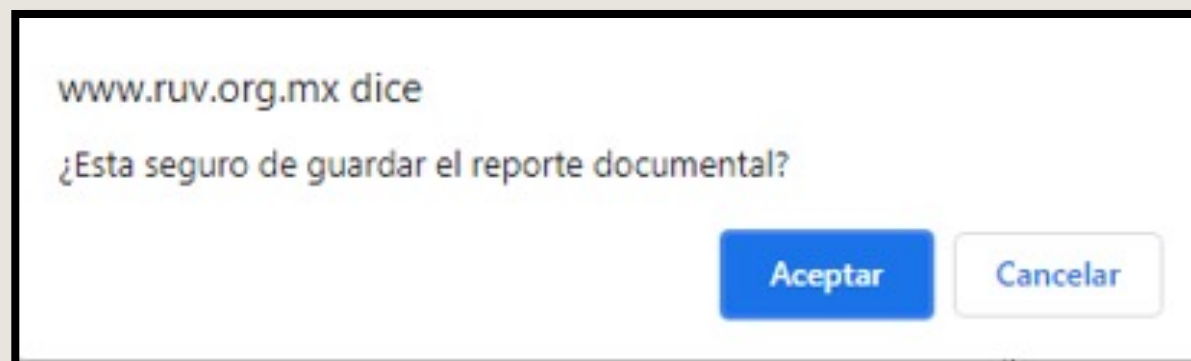 www.ruv.org.mx dice
¿Esta seguro de guardar el reporte documental?
Aceptar
Cancelar